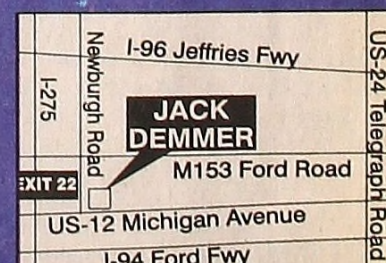 I-96 Jeffries Fwy
I-275
Newburgh Road
US-24 Telegraph Road
JACK
DEMMER
M153 Ford Road
EXIT 22
US-12 Michigan Avenue
I-94 Ford Fwy